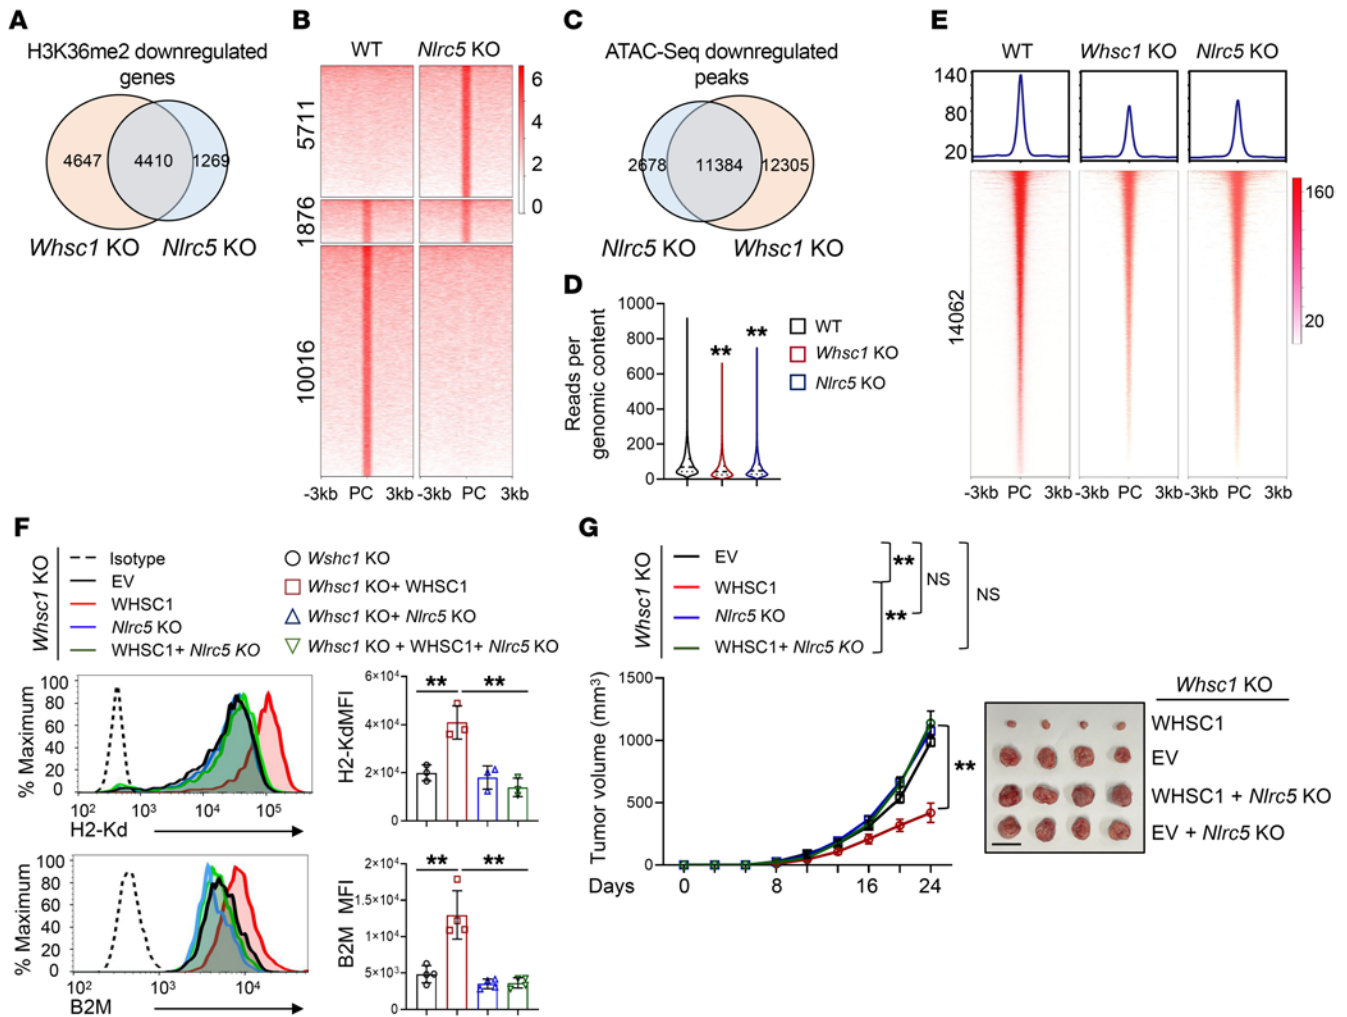 A
H3K36me2 downregulated
genes
4647
4410
1269
Whsc1 KO
Nlrc5 KO
B
WT
Nlrc5 KO
5711
1876
10016
6
4
2
0
-3kb PC 3kb
-3kb PC 3kb
C
ATAC-Seq downregulated
peaks
2678
11384
12305
Nlrc5 KO
Whsc1 KO
D
Reads per
genomic content
1000
800
600
400
200
0
**
**
WT
Whsc1 KO
Nlrc5 KO
E
WT
Whsc1 KO
Nlrc5 KO
140
80
20
14062
160
20
-3kb PC 3kb
-3kb PC 3kb
-3kb PC 3kb
F
Whsc1 KO
Isotype
EV
WHSC1
Nlrc5 KO
WHSC1+ Nlrc5 KO
Wshc1 KO
Whsc1 KO+ WHSC1
Whsc1 KO+ Nlrc5 KO
Whsc1 KO + WHSC1+ Nlrc5 KO
% Maximum
100
80
60
40
20
0
10² 10³ 10⁴ 10⁵
H2-Kd
H2-KdMFI
6×10⁴
4×10⁴
2×10⁴
0
** **
% Maximum
100
80
60
40
20
0
10² 10³ 10⁴
B2M
B2M MFI
2×10⁴
1.5×10⁴
1×10⁴
5×10³
0
** **
G
Whsc1 KO
EV
WHSC1
Nlrc5 KO
WHSC1+ Nlrc5 KO
**
**
NS
NS
Tumor volume (mm³)
1500
1000
500
0
Days 0 8 16 24
**
Whsc1 KO
WHSC1
EV
WHSC1 + Nlrc5 KO
EV + Nlrc5 KO